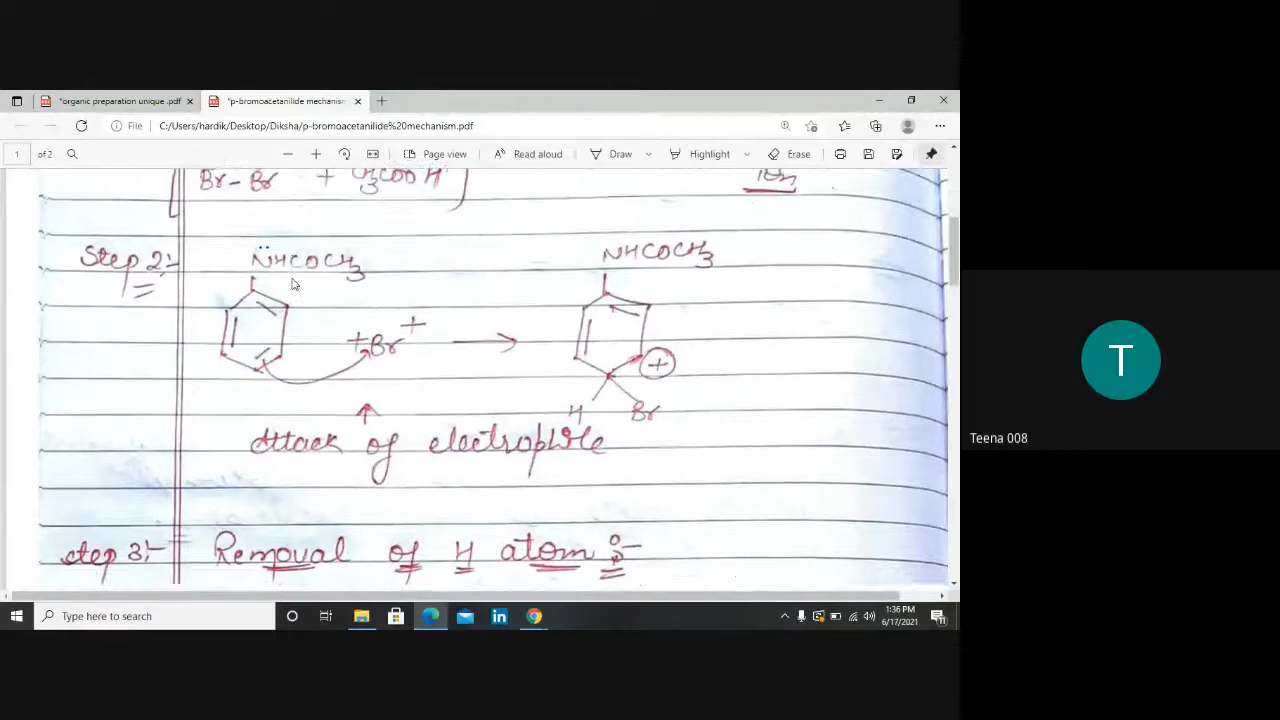 *organic preparation unique .pdf
*p-bromoacetanilide mechanism
File C:/Users/hardik/Desktop/Diksha/p-bromoacetanilide%20mechanism.pdf
1 of 2 Page view Read aloud Draw Highlight Erase
Br-Br + CH3COOH
Step 2:-
NHCOCH3 NHCOCH3
+Br+ +
H Br
Attack of electrophile
Step 3:- Removal of H atom :-
Teena 008
T
Type here to search
1:36 PM
6/17/2021
11